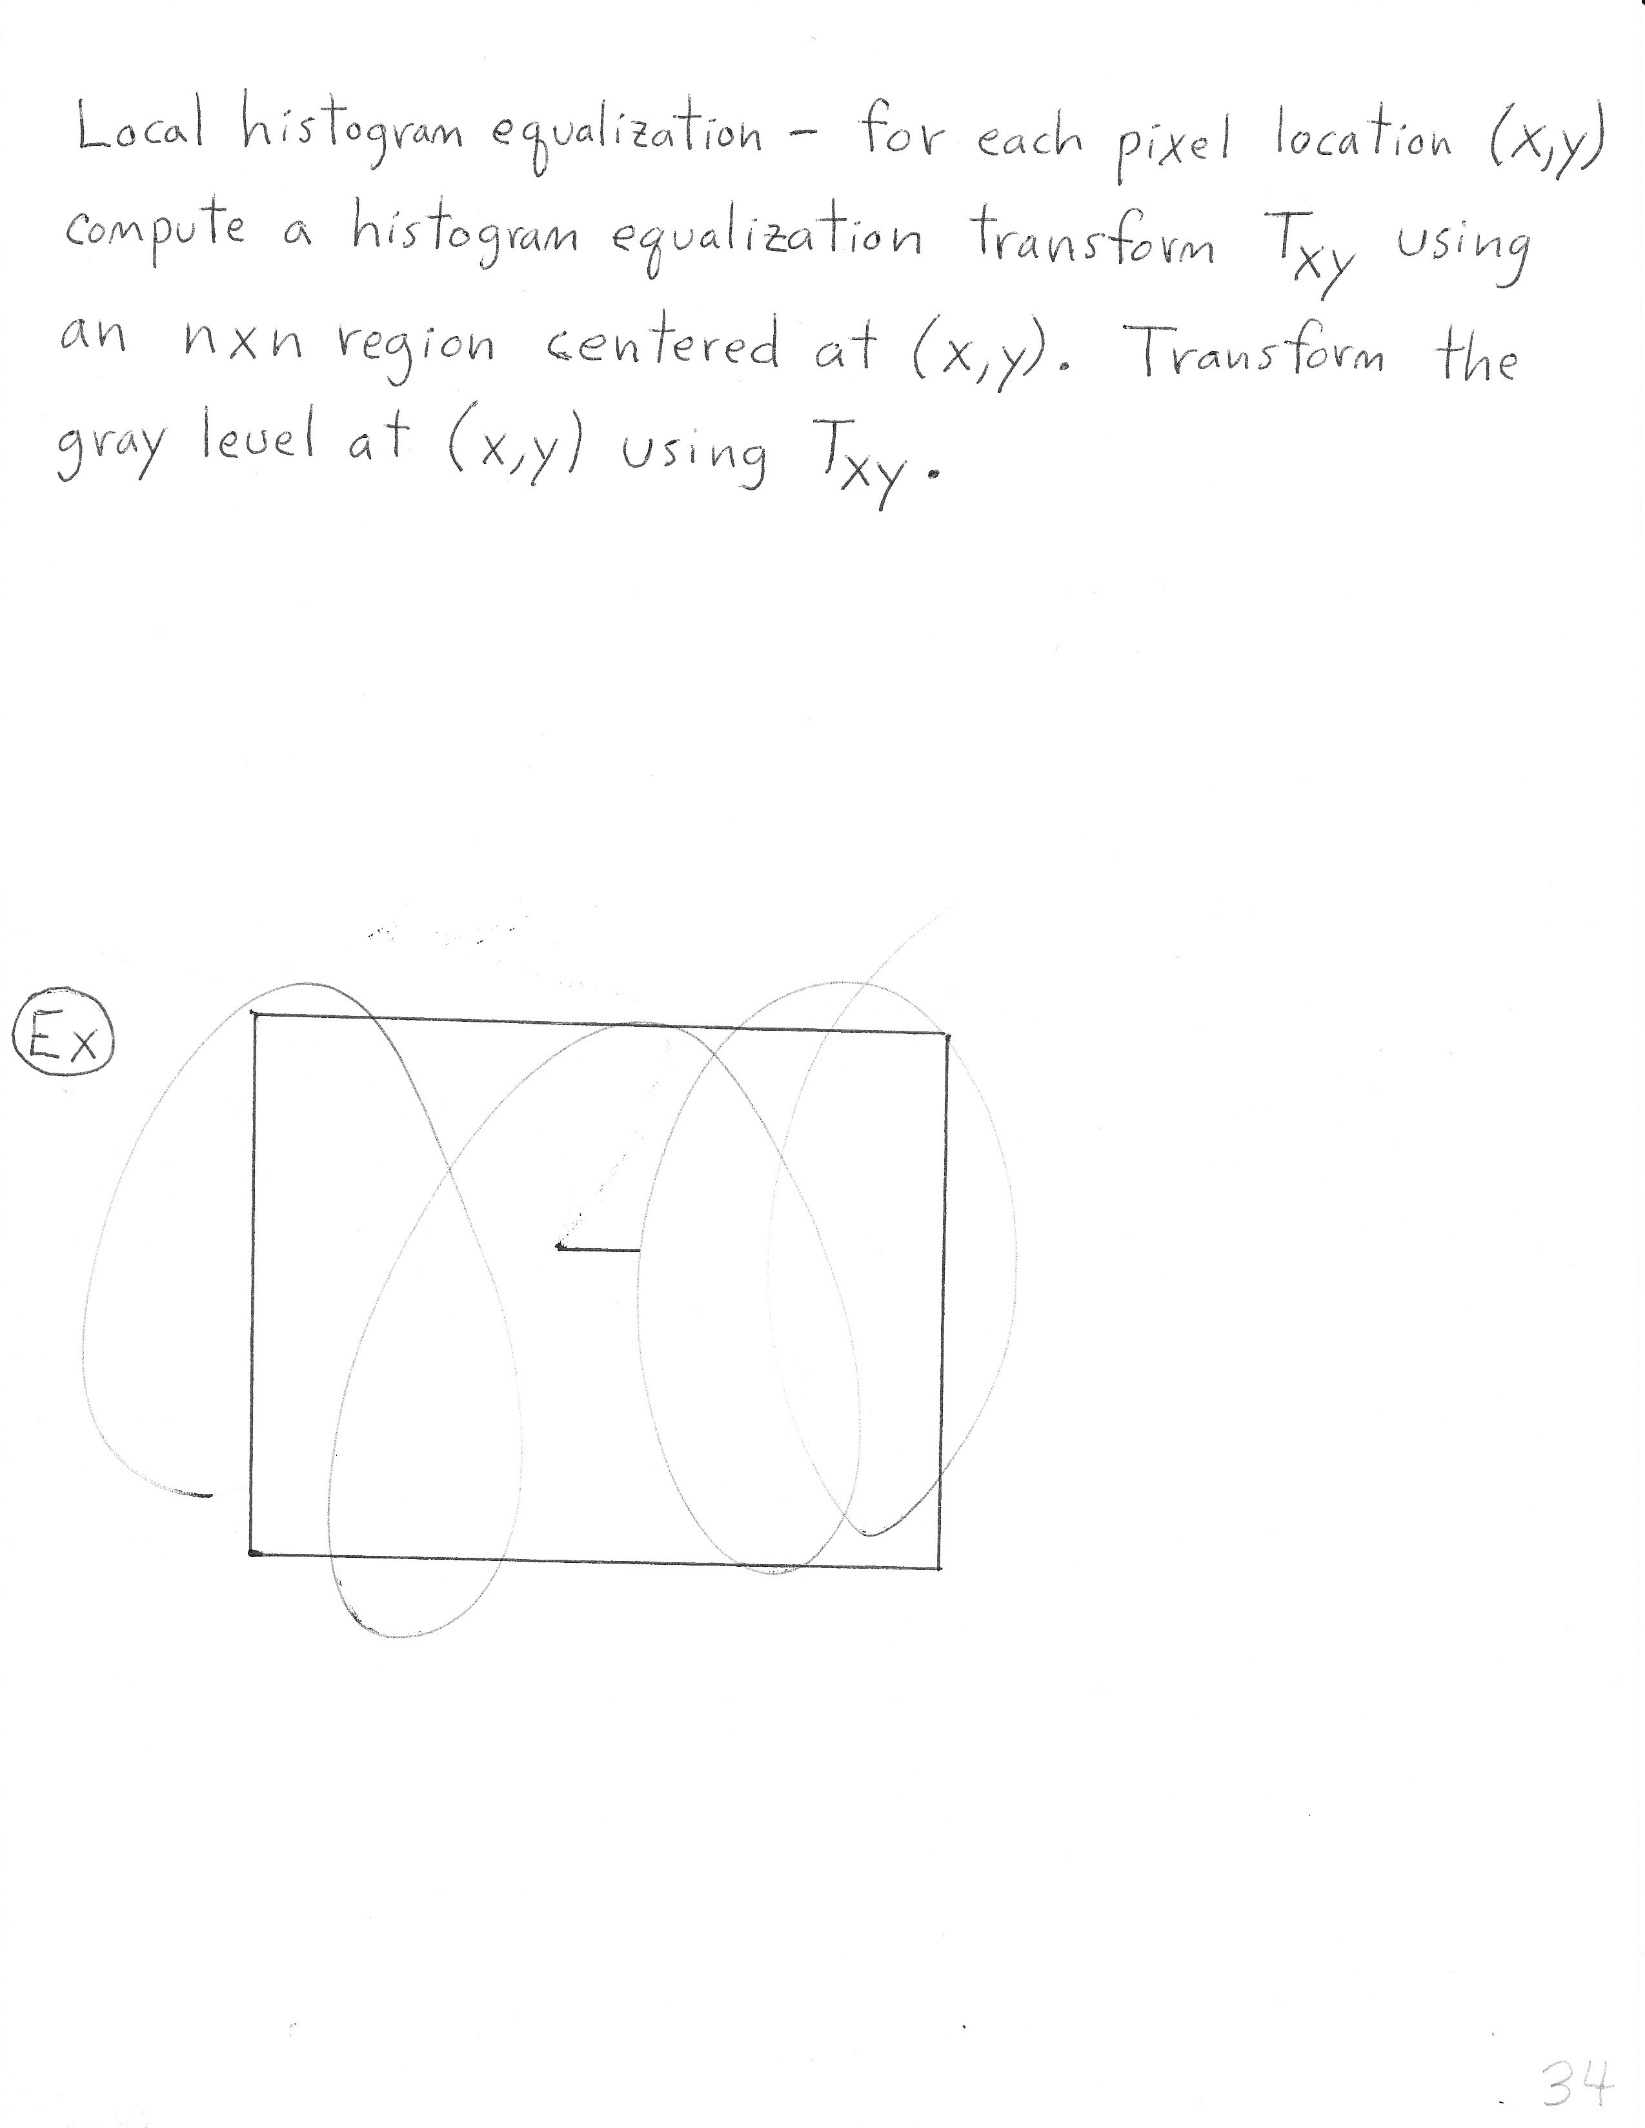 Local histogram equalization - for each pixel location (x,y)
compute a histogram equalization transform Txy using
an nxn region centered at (x,y). Transform the
gray level at (x,y) using Txy.
Ex
34